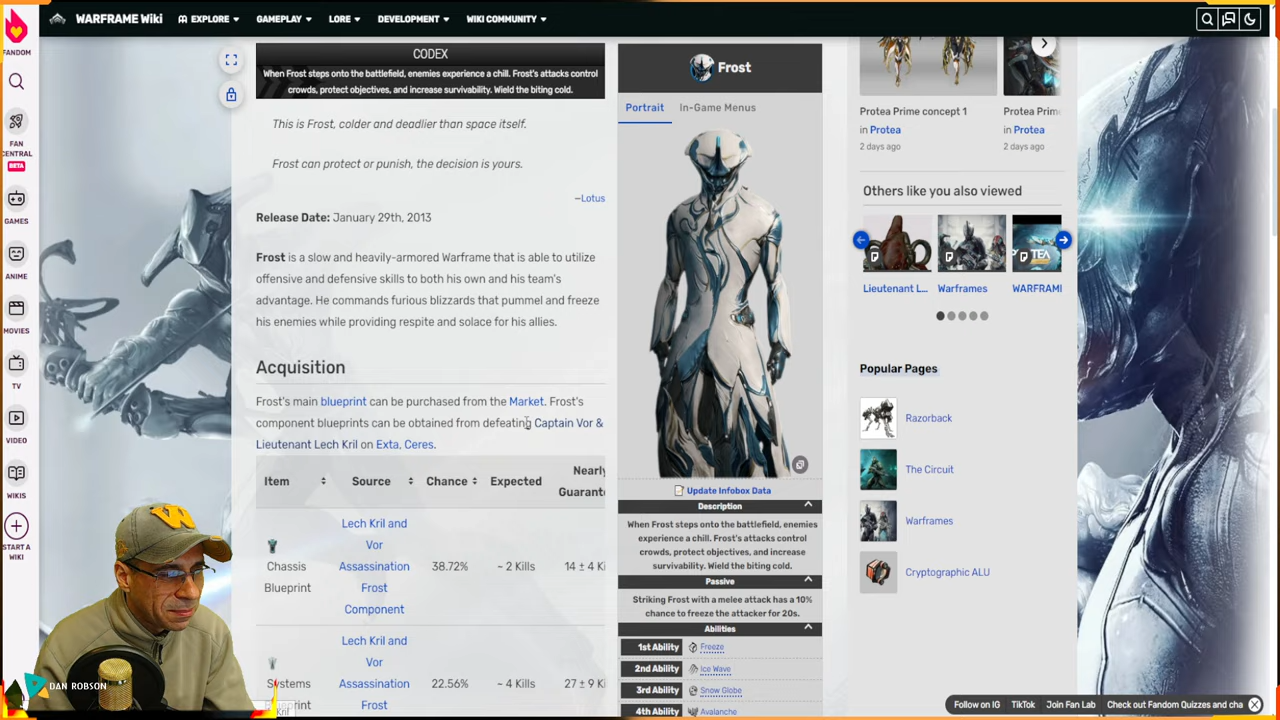 WARFRAME WiKi
EXPLORE
GAMEPLAY
LORE
DEVELOPMENT
WIKI COMMUNITY
FANDOM
FAN
CENTRAL
BETA
GAMES
ANIME
MOVIES
TV
VIDEO
WIKIS
START A
WIKI
CODEX
When Frost steps onto the battlefield, enemies experience a chill. Frost's attacks control
crowds, protect objectives, and increase survivability. Wield the biting cold.
This is Frost, colder and deadlier than space itself.
Frost can protect or punish, the decision is yours.
–Lotus
Release Date: January 29th, 2013
Frost is a slow and heavily-armored Warframe that is able to utilize
offensive and defensive skills to both his own and his team's
advantage. He commands furious blizzards that pummel and freeze
his enemies while providing respite and solace for his allies.
Acquisition
Frost's main blueprint can be purchased from the Market. Frost's
component blueprints can be obtained from defeating Captain Vor &
Lieutenant Lech Kril on Exta, Ceres.
Item Source Chance Expected
Nearly
Guarante
Lech Kril and
Vor
Assassination
Frost
Component
Chassis
Blueprint
38.72% ~ 2 Kills 14 ± 4 Ki
Lech Kril and
Vor
Assassination
Frost
Systems
22.56% ~ 4 Kills 27 ± 9 Ki
Frost
Portrait
In-Game Menus
Update Infobox Data
Description
When Frost steps onto the battlefield, enemies
experience a chill. Frost's attacks control
crowds, protect objectives, and increase
survivability. Wield the biting cold.
Passive
Striking Frost with a melee attack has a 10%
chance to freeze the attacker for 20s.
Abilities
1st Ability Freeze
2nd Ability Ice Wave
3rd Ability Snow Globe
4th Ability Avalanche
Protea Prime concept 1
in Protea
2 days ago
Protea Prim
in Protea
2 days ago
Others like you also viewed
Lieutenant L...
Warframes
WARFRAMI
Popular Pages
Razorback
The Circuit
Warframes
Cryptographic ALU
Follow on IG
TikTok
Join Fan Lab
Check out Fandom Quizzes and cha
DAN ROBSON